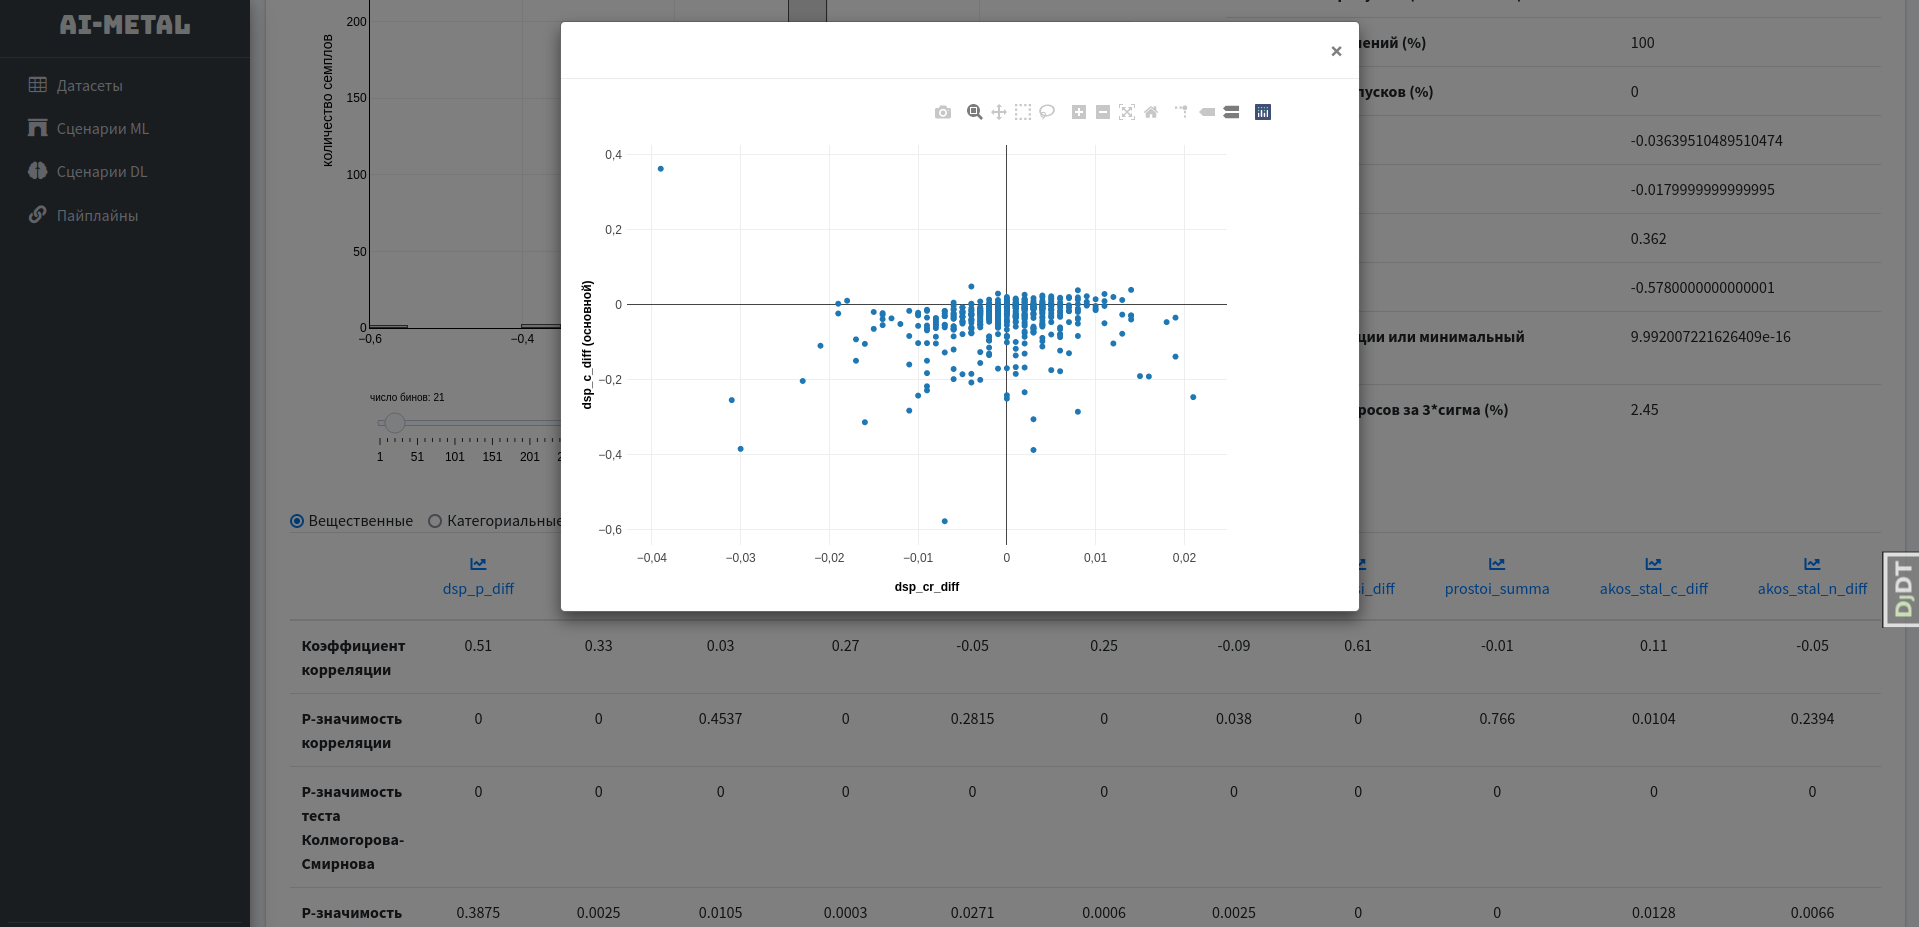 AI-METAL
Датасеты
Сценарии ML
Сценарии DL
Пайплайны
количество семплов
200
150
100
50
0
−0,6
−0,4
число бинов: 21
1 51 101 151 201
ений (%) 100
пусков (%) 0
-0.03639510489510474
-0.0179999999999995
0.362
-0.5780000000000001
ции или минимальный 9.992007221626409e-16
росов за 3*сигма (%) 2.45
×
dsp_c_diff (основной)
0,4
0,2
0
−0,2
−0,4
−0,6
−0,04 −0,03 −0,02 −0,01 0 0,01 0,02
dsp_cr_diff
Вещественные Категориальные
dsp_p_diff i_diff prostoi_summa akos_stal_c_diff akos_stal_n_diff
Коэффициент корреляции 0.51 0.33 0.03 0.27 -0.05 0.25 -0.09 0.61 -0.01 0.11 -0.05
P-значимость корреляции 0 0 0.4537 0 0.2815 0 0.038 0 0.766 0.0104 0.2394
P-значимость теста Колмогорова-Смирнова 0 0 0 0 0 0 0 0 0 0 0
P-значимость 0.3875 0.0025 0.0105 0.0003 0.0271 0.0006 0.0025 0 0 0.0128 0.0066
DjDT